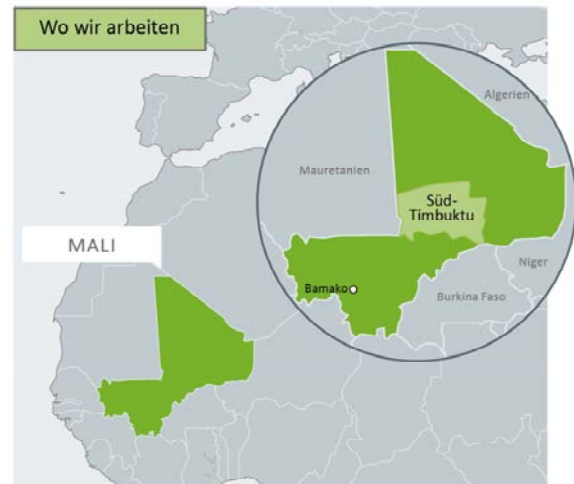 Wo wir arbeiten
Algerien
Mauretanien
Süd-
Timbuktu
MALI
Niger
Bamako
Burkina Faso